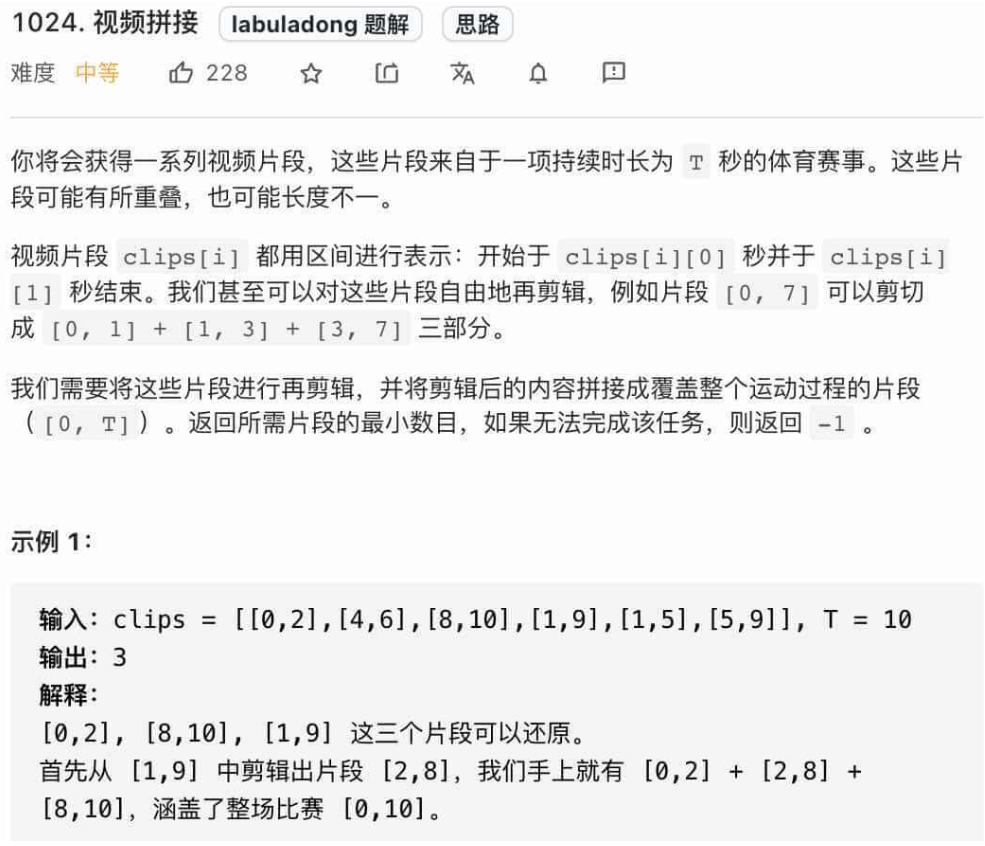 1024. 视频拼接 labuladong 题解 思路
难度 中等 228
你将会获得一系列视频片段，这些片段来自于一项持续时长为 T 秒的体育赛事。这些片
段可能有所重叠，也可能长度不一。
视频片段 clips[i] 都用区间进行表示：开始于 clips[i][0] 秒并于 clips[i]
[1] 秒结束。我们甚至可以对这些片段自由地再剪辑，例如片段 [0, 7] 可以剪切
成 [0, 1] + [1, 3] + [3, 7] 三部分。
我们需要将这些片段进行再剪辑，并将剪辑后的内容拼接成覆盖整个运动过程的片段
（[0, T]）。返回所需片段的最小数目，如果无法完成该任务，则返回 -1 。
示例 1：
输入：clips = [[0,2],[4,6],[8,10],[1,9],[1,5],[5,9]], T = 10
输出：3
解释：
[0,2], [8,10], [1,9] 这三个片段可以还原。
首先从 [1,9] 中剪辑出片段 [2,8]，我们手上就有 [0,2] + [2,8] +
[8,10]，涵盖了整场比赛 [0,10]。